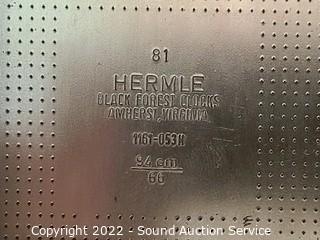 81
HERMLE
BLACK FOREST CLOCKS
AMHERST, VIRGINIA
1161-053H
94 cm
66
Copyright 2022 - Sound Auction Service